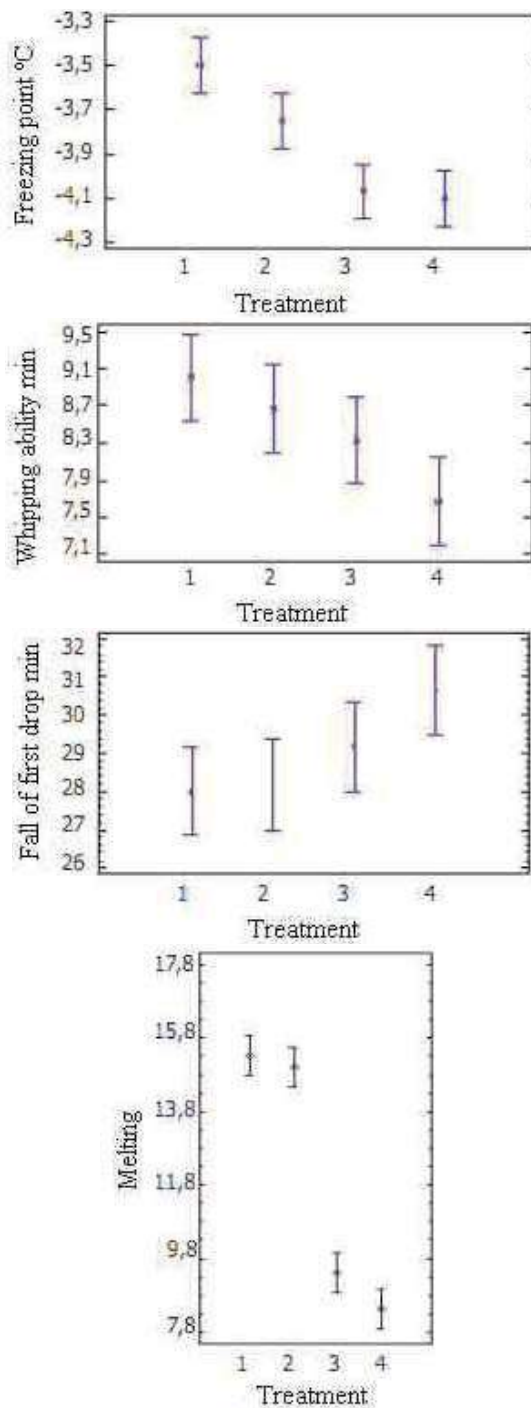 Freezing point °C
-3,3
-3,5
-3,7
-3,9
-4,1
-4,3
1 2 3 4
Treatment
Whipping ability min
9,5
9,1
8,7
8,3
7,9
7,5
7,1
1 2 3 4
Treatment
Fall of first drop min
32
31
30
29
28
27
26
1 2 3 4
Treatment
Melting
17,8
15,8
13,8
11,8
9,8
7,8
1 2 3 4
Treatment